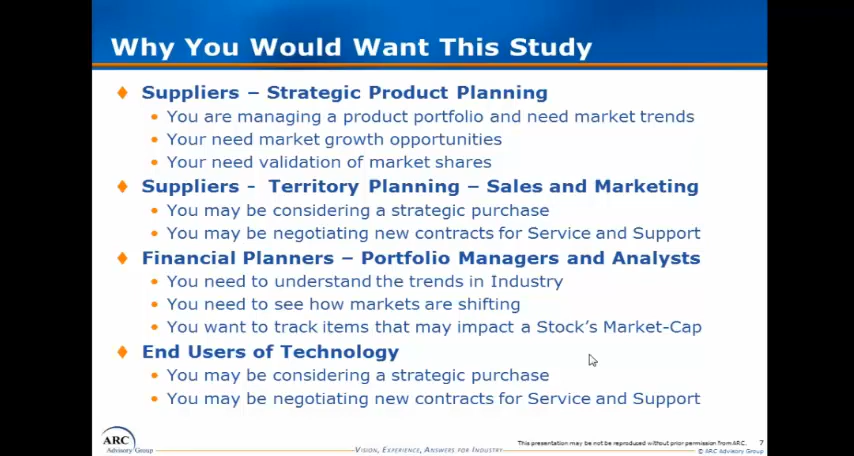 Why You Would Want This Study
Suppliers – Strategic Product Planning
You are managing a product portfolio and need market trends
Your need market growth opportunities
Your need validation of market shares
Suppliers - Territory Planning – Sales and Marketing
You may be considering a strategic purchase
You may be negotiating new contracts for Service and Support
Financial Planners – Portfolio Managers and Analysts
You need to understand the trends in Industry
You need to see how markets are shifting
You want to track items that may impact a Stock's Market-Cap
End Users of Technology
You may be considering a strategic purchase
You may be negotiating new contracts for Service and Support
ARC
Advisory Group
VISION, EXPERIENCE, ANSWERS FOR INDUSTRY
This presentation may be not be reproduced without prior permission from ARC. 7
© ARC Advisory Group